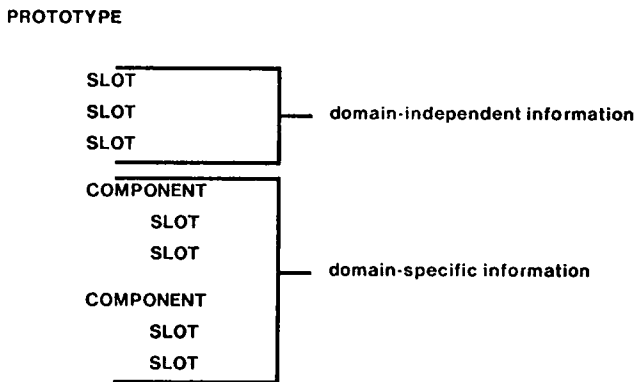 PROTOTYPE
SLOT
SLOT
SLOT
domain-independent information
COMPONENT
SLOT
SLOT
domain-specific information
COMPONENT
SLOT
SLOT